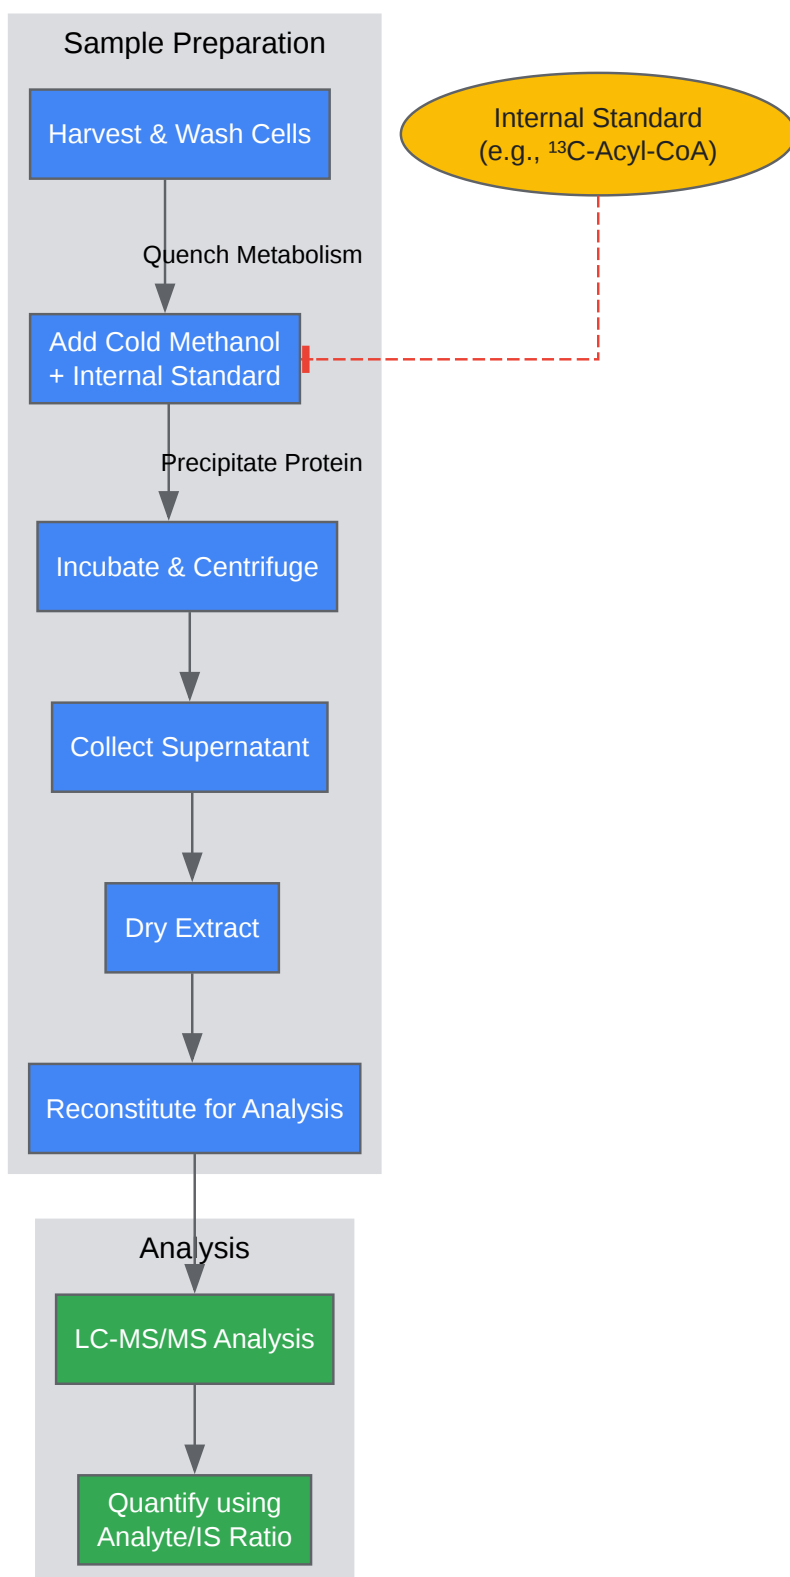 Sample Preparation
Harvest & Wash Cells
Internal Standard
(e.g., ¹³C-Acyl-CoA)
Quench Metabolism
Add Cold Methanol
+ Internal Standard
Precipitate Protein
Incubate & Centrifuge
Collect Supernatant
Dry Extract
Reconstitute for Analysis
Analysis
LC-MS/MS Analysis
Quantify using
Analyte/IS Ratio